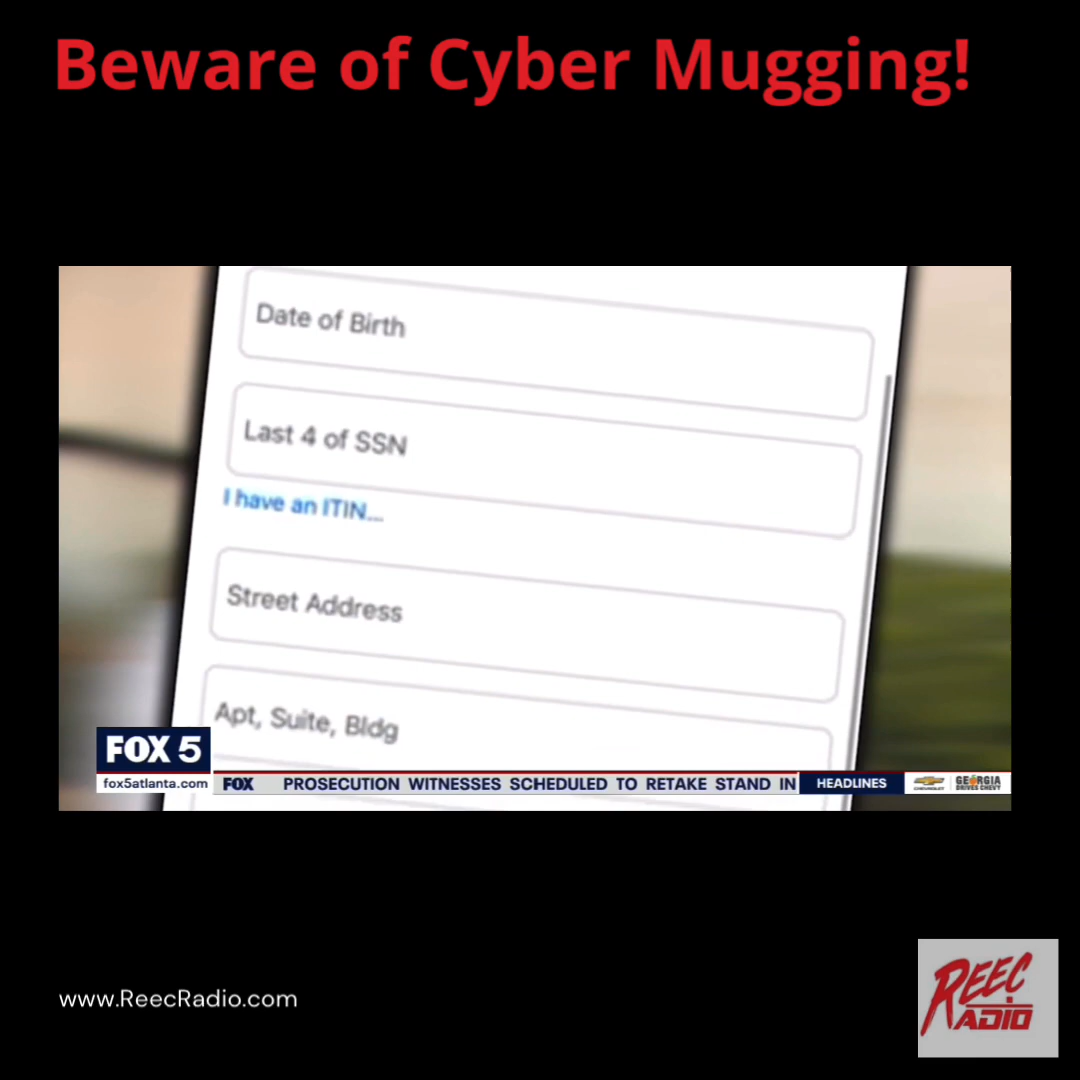 Beware of Cyber Mugging!
Date of Birth
Last 4 of SSN
I have an ITIN...
Street Address
Apt, Suite, Bldg
FOX 5
fox5atlanta.com
FOX PROSECUTION WITNESSES SCHEDULED TO RETAKE STAND IN
HEADLINES
CHEVROLET
GEORGIA
DRIVES CHEVY
www.ReecRadio.com
REEC
RADIO